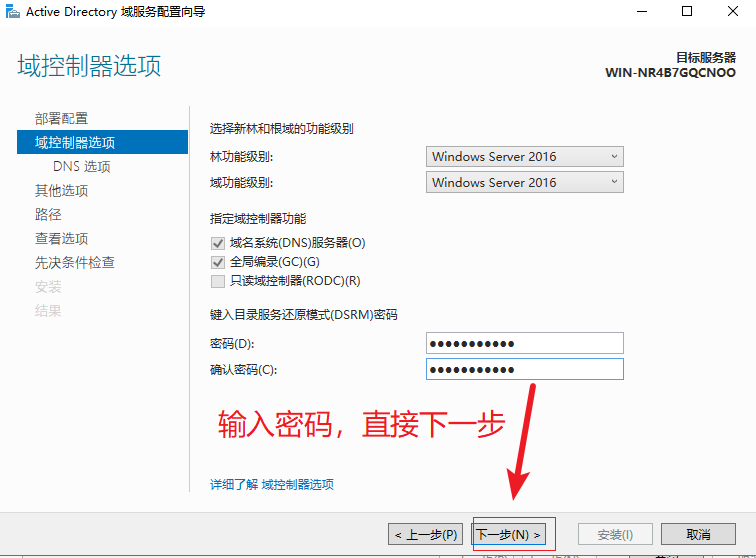 Active Directory 域服务配置向导
域控制器选项
目标服务器
WIN-NR4B7GQCNOO
部署配置
域控制器选项
DNS 选项
其他选项
路径
查看选项
先决条件检查
安装
结果
选择新林和根域的功能级别
林功能级别:
Windows Server 2016
域功能级别:
Windows Server 2016
指定域控制器功能
域名系统(DNS)服务器(O)
全局编录(GC)(G)
只读域控制器(RODC)(R)
键入目录服务还原模式(DSRM)密码
密码(D):
●●●●●●●●●●●
确认密码(C):
●●●●●●●●●●●
输入密码，直接下一步
详细了解 域控制器选项
< 上一步(P)
下一步(N) >
安装(I)
取消